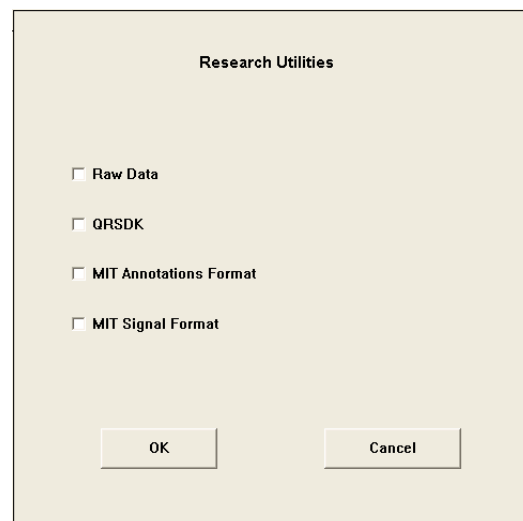 Research Utilities
Raw Data
QRSDK
MIT Annotations Format
MIT Signal Format
OK
Cancel